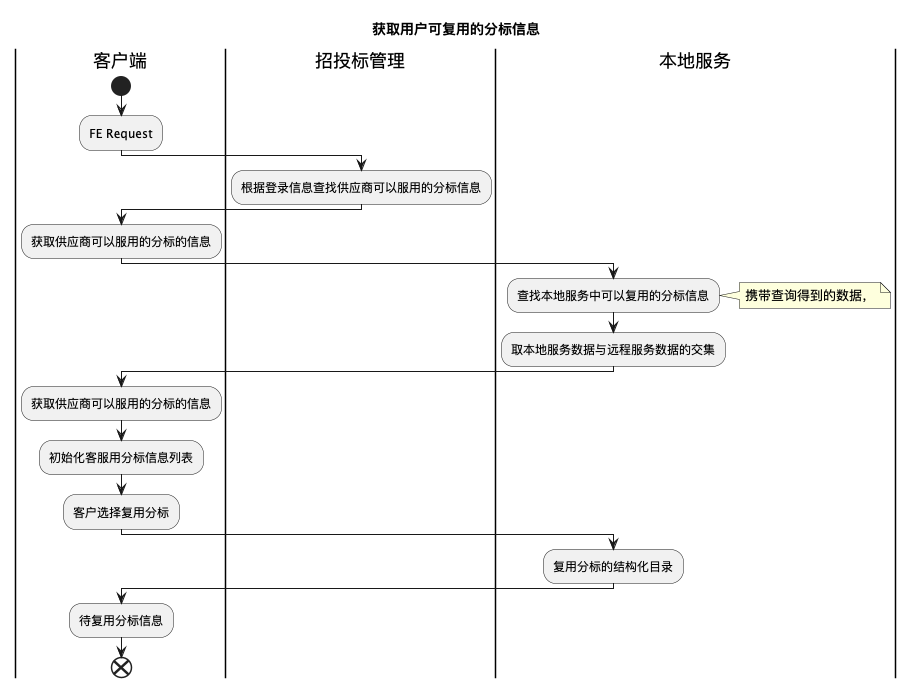 获取用户可复用的分标信息
客户端
招投标管理
本地服务
FE Request
根据登录信息查找供应商可以服用的分标信息
获取供应商可以服用的分标的信息
查找本地服务中可以复用的分标信息
携带查询得到的数据，
取本地服务数据与远程服务数据的交集
获取供应商可以服用的分标的信息
初始化客服用分标信息列表
客户选择复用分标
复用分标的结构化目录
待复用分标信息